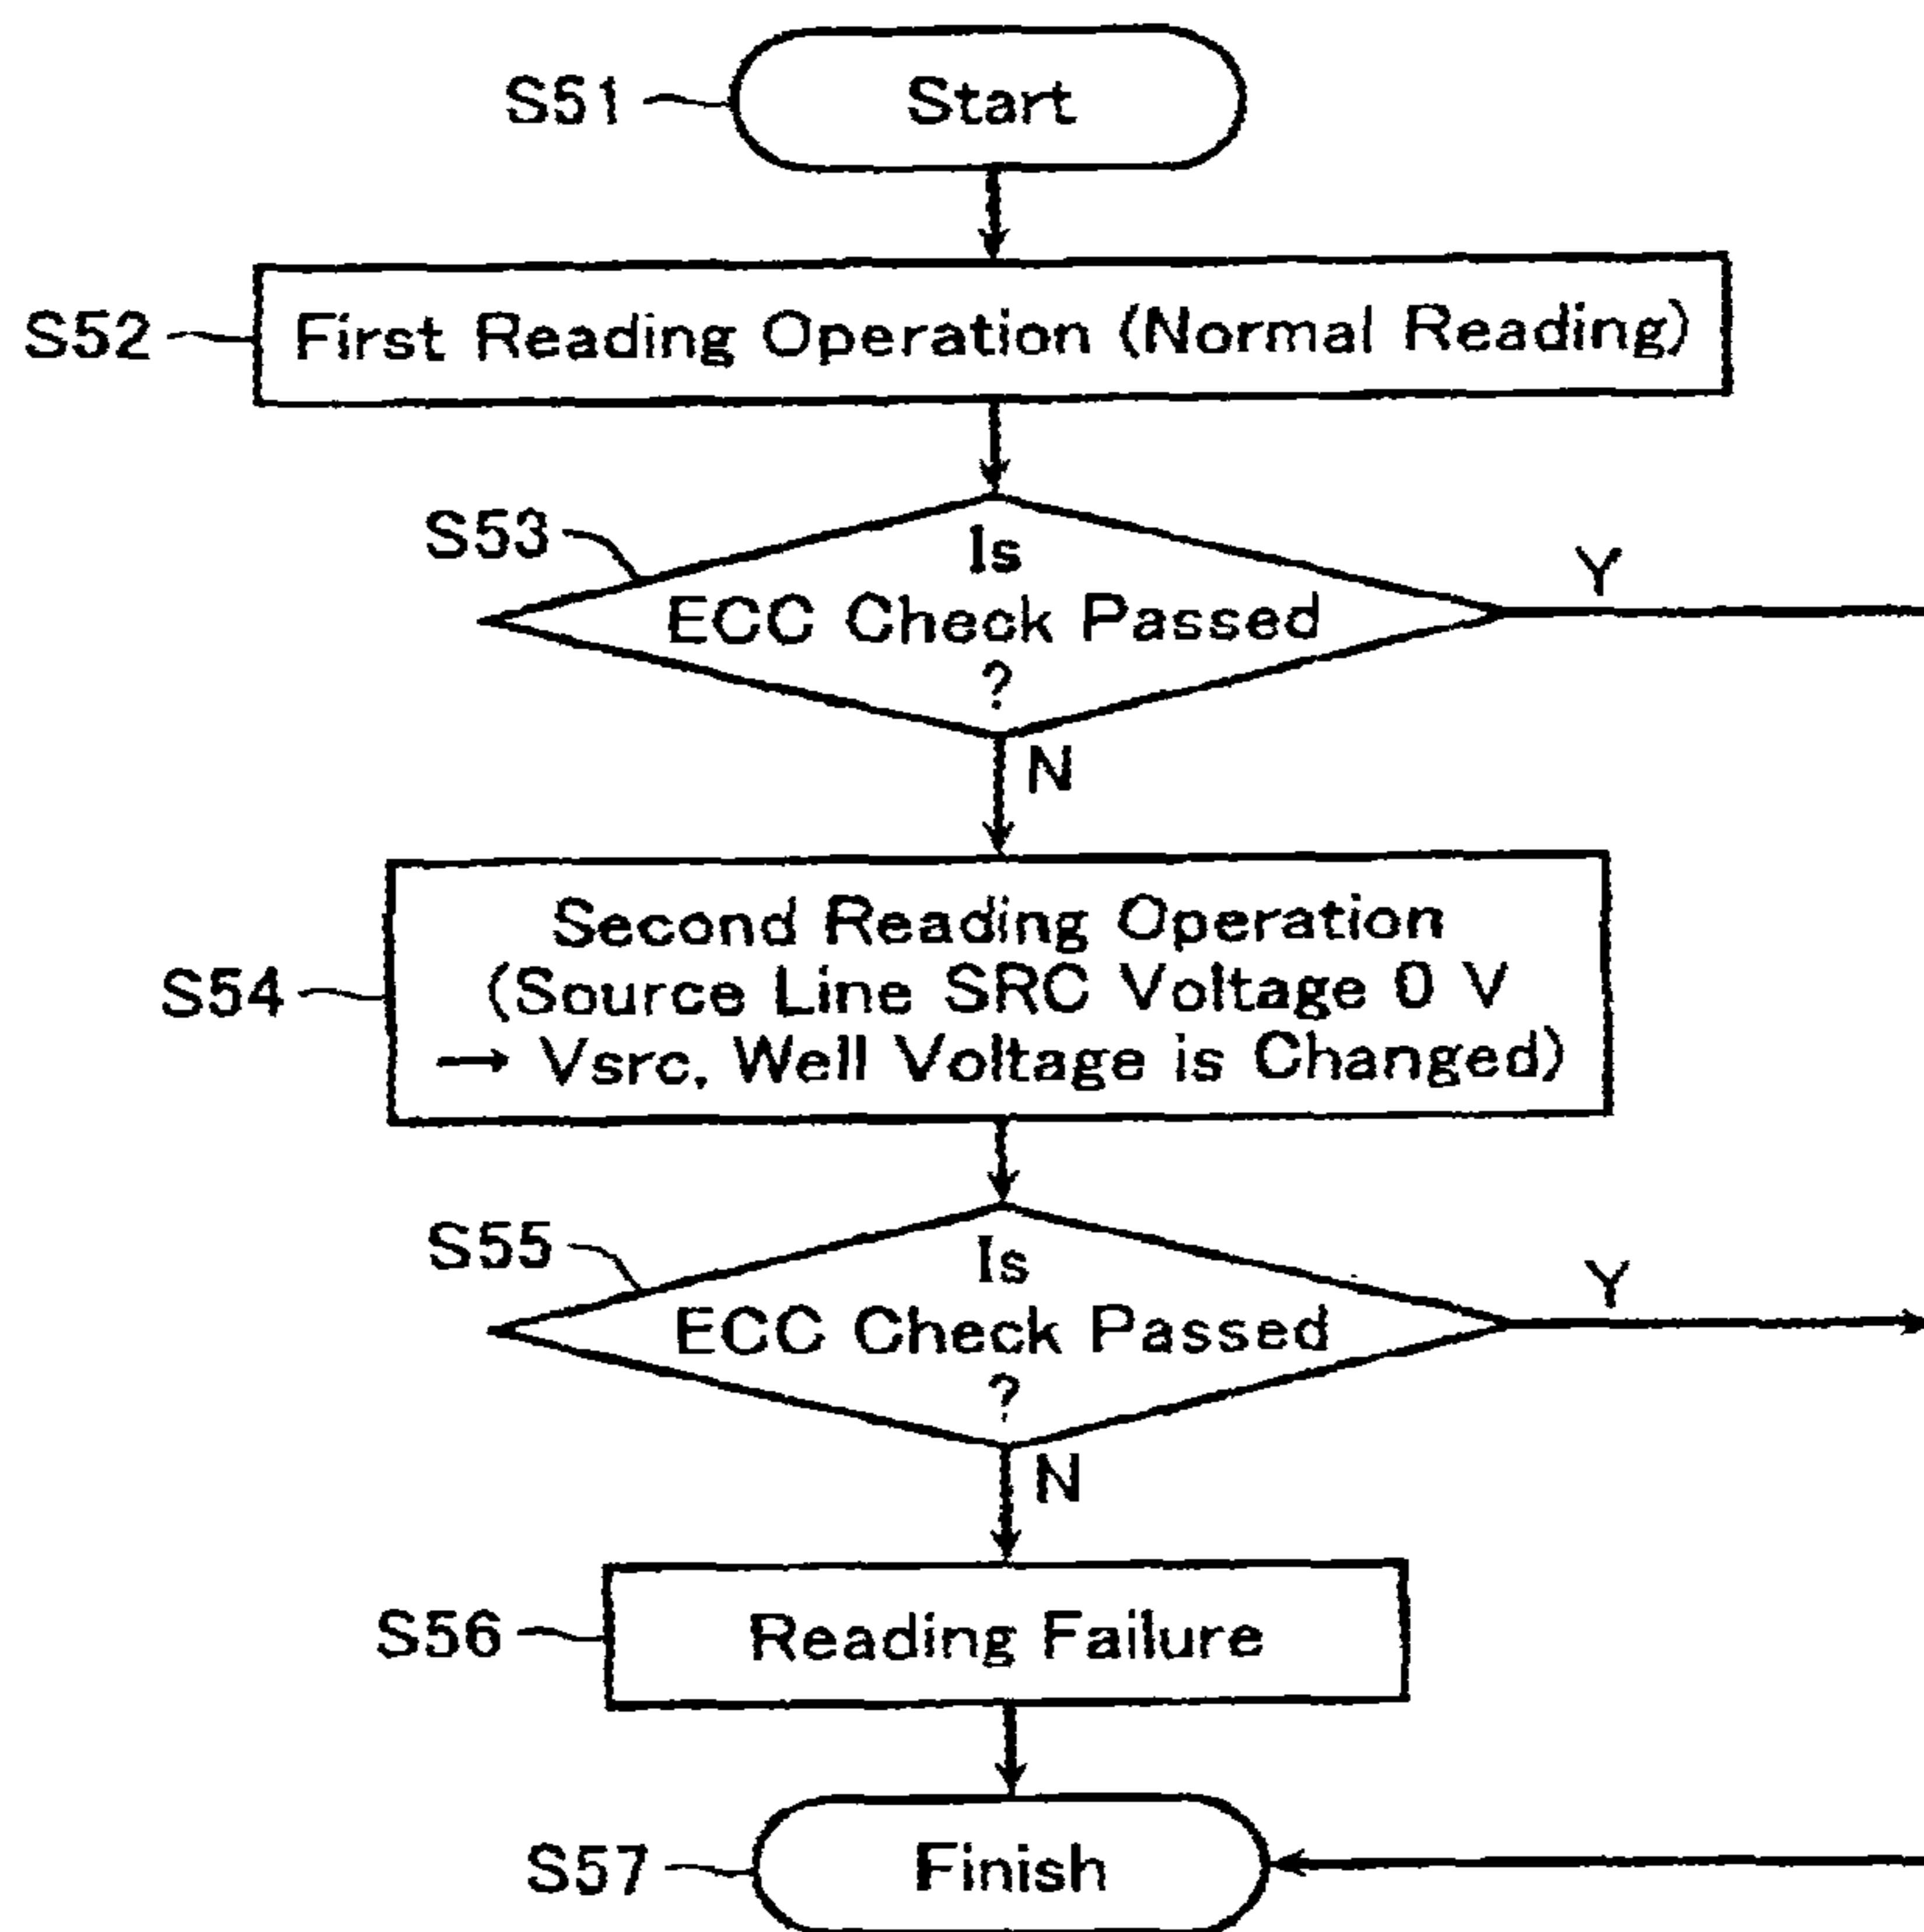 S51 Start
S52 First Reading Operation (Normal Reading)
S53 Is
ECC Check Passed
?
Y
N
Second Reading Operation
S54 (Source Line SRC Voltage 0 V
→ Vsrc, Well Voltage is Changed)
S55 Is
ECC Check Passed
?
Y
N
S56 Reading Failure
S57 Finish